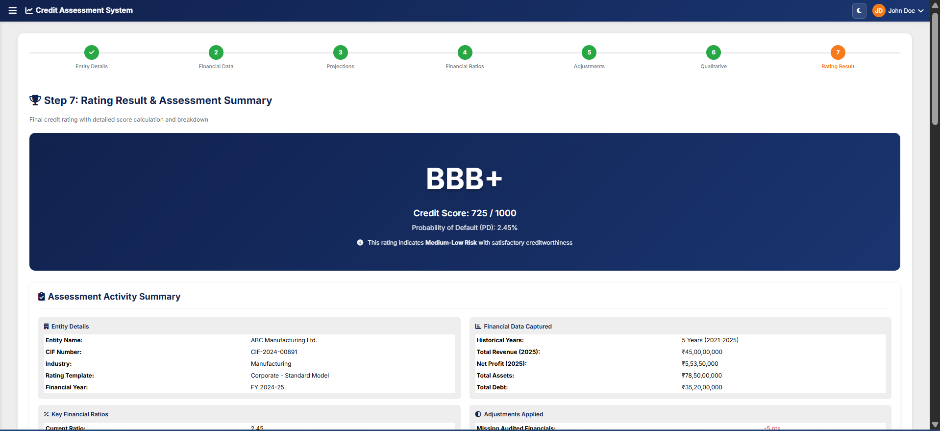 Credit Assessment System
JD John Doe
2 3 4 5 6 7
Entity Details Financial Data Projections Financial Ratios Adjustments Qualitative Rating Result
Step 7: Rating Result & Assessment Summary
Final credit rating with detailed score calculation and breakdown
BBB+
Credit Score: 725 / 1000
Probability of Default (PD): 2.45%
This rating indicates Medium-Low Risk with satisfactory creditworthiness
Assessment Activity Summary
Entity Details
Entity Name: ABC Manufacturing Ltd.
CIF Number: CIF-2024-00891
Industry: Manufacturing
Rating Template: Corporate - Standard Model
Financial Year: FY 2024-25
Financial Data Captured
Historical Years: 5 Years (2021-2025)
Total Revenue (2025): ₹45,00,00,000
Net Profit (2025): ₹5,53,50,000
Total Assets: ₹78,50,00,000
Total Debt: ₹35,20,00,000
Key Financial Ratios
Current Ratio: 2.45
Adjustments Applied
Missing Audited Financials: -5 pts